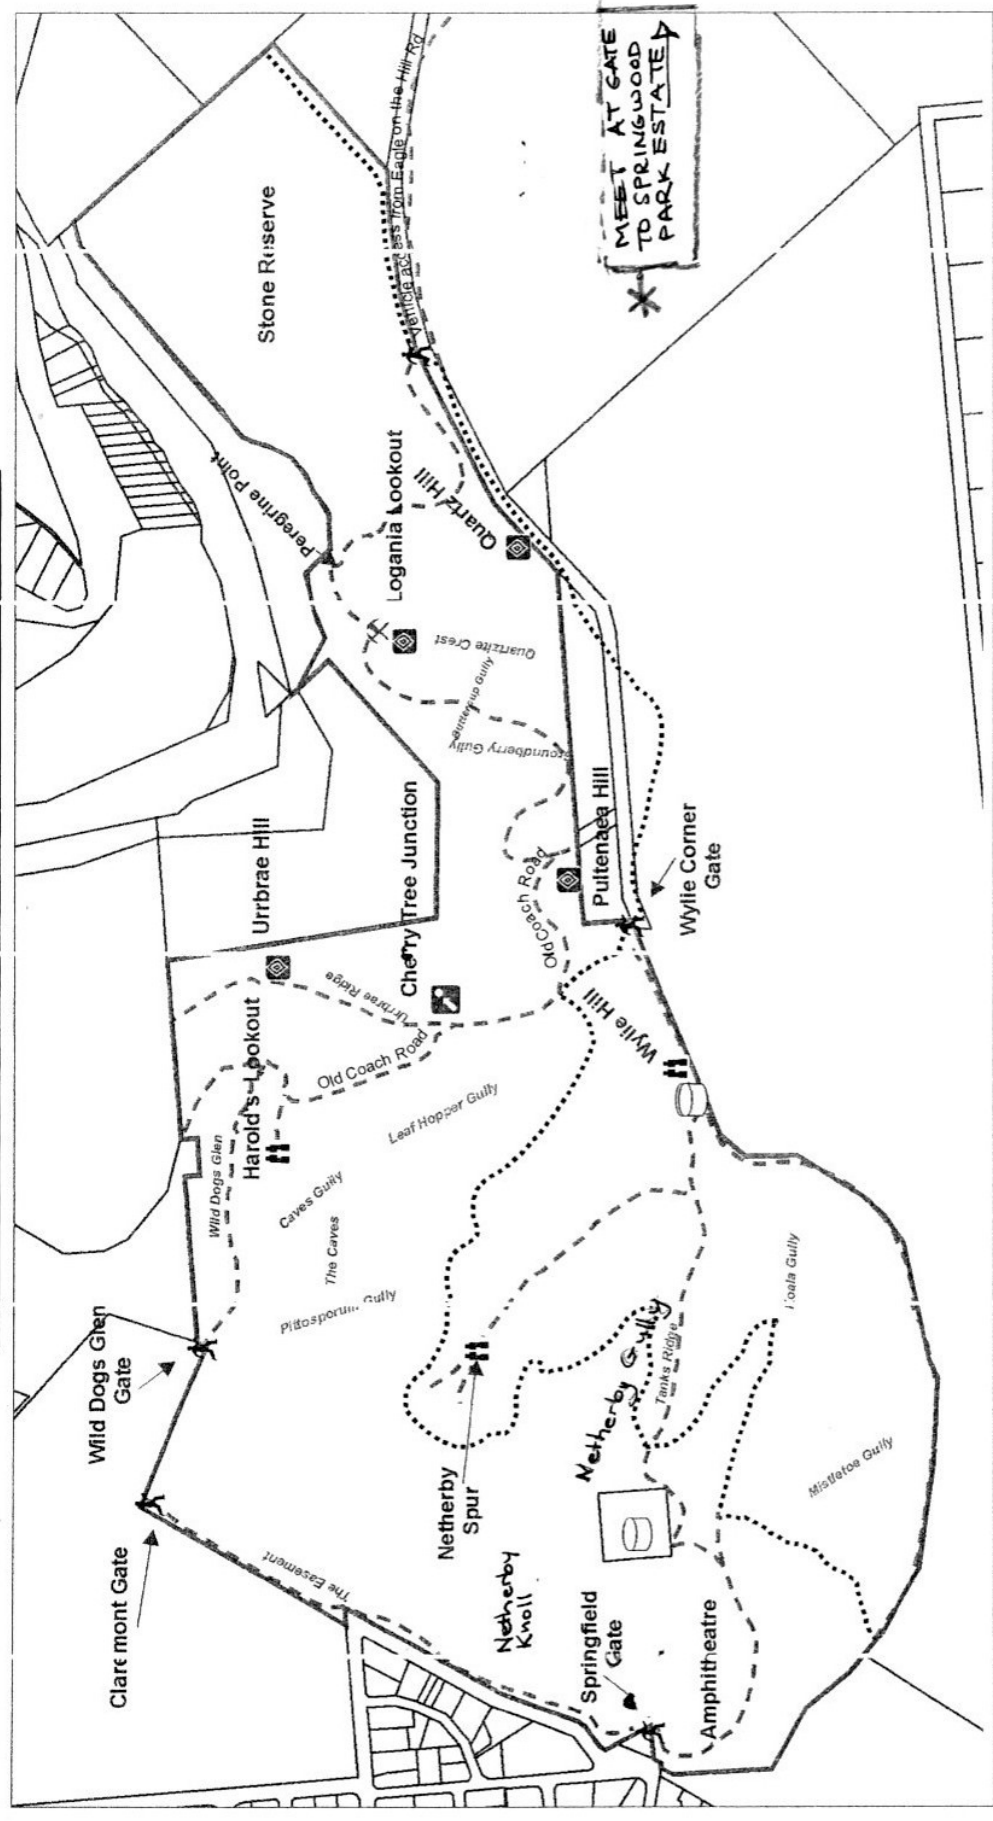 MEET AT GATE
TO SPRINGWOOD
PARK ESTATE
Vehicle access from Eagle on the Hill Rd
Stone Reserve
Peregrine Point
Logania Lookout
Quartz Hill
Quartzite Crest
Buttercup Gully
Groundberry Gully
Urrbrae Hill
Cherry Tree Junction
Pultenaea Hill
Old Coach Road
Wylie Corner
Gate
Urrbrae Ridge
Harold's Lookout
Old Coach Road
Wylie Hill
Leaf Hopper Gully
Wild Dogs Glen
Caves Gully
The Caves
Pittosporum Gully
Koala Gully
Wild Dogs Glen
Gate
Netherby Gully
Tanks Ridge
Netherby
Spur
Mistletoe Gully
Claremont Gate
The Easement
Netherby
Knoll
Springfield
Gate
Amphitheatre